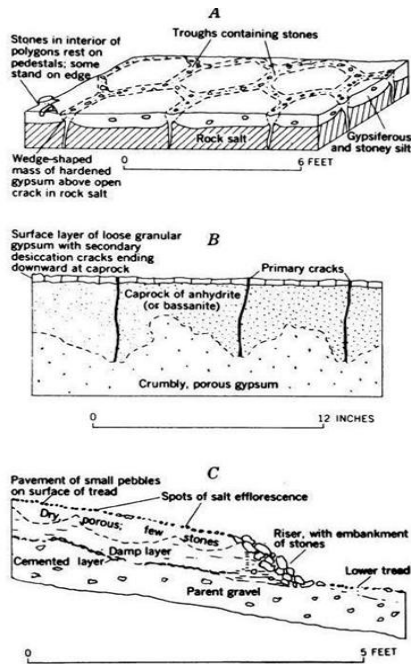 A
Stones in interior of
polygons rest on
pedestals; some
stand on edge
Troughs containing stones
Rock salt
Gypsiferous
and stoney silt
Wedge-shaped
mass of hardened
gypsum above open
crack in rock salt
0 6 FEET
B
Surface layer of loose granular
gypsum with secondary
desiccation cracks ending
downward at caprock
Primary cracks
Caprock of anhydrite
(or bassanite)
Crumbly, porous gypsum
0 12 INCHES
C
Pavement of small pebbles
on surface of tread
Spots of salt efflorescence
Dry, porous; few
stones
Damp layer
Cemented layer
Riser, with embankment
of stones
Lower tread
Parent gravel
0 5 FEET